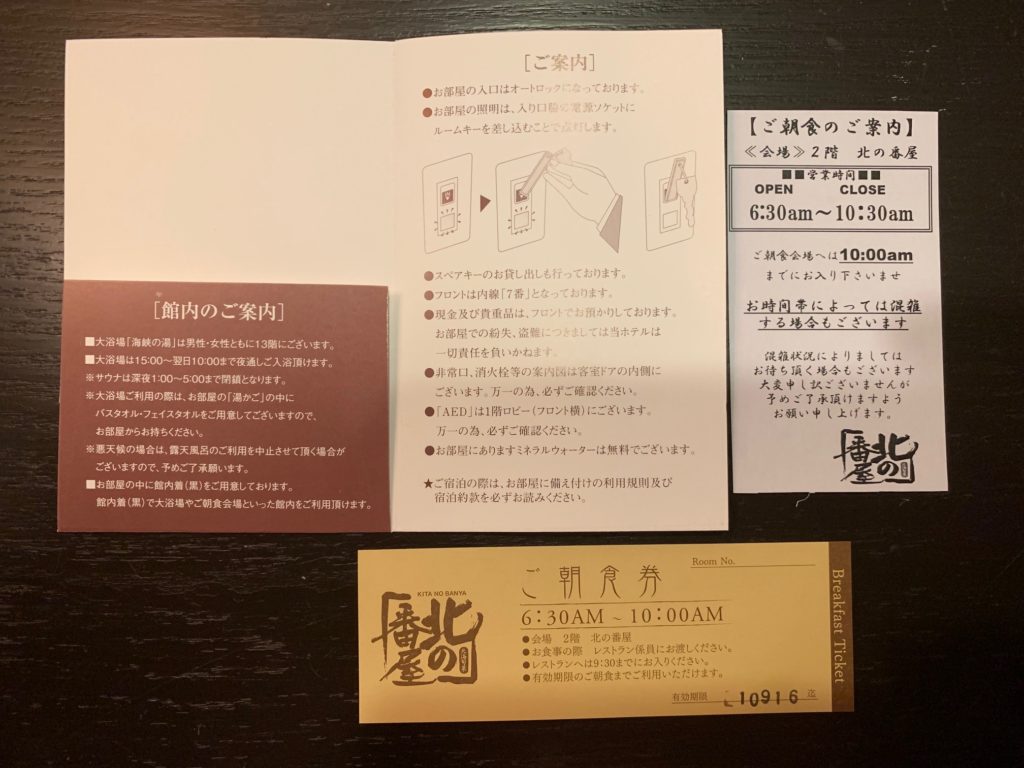 ［ご案内］
●お部屋の入口はオートロックになっております。
●お部屋の照明は、入り口脇の電源ソケットに
ルームキーを差し込むことで点灯します。
●スペアキーのお貸し出しも行っております。
●フロントは内線「7番」となっております。
●現金及び貴重品は、フロントでお預かりしております。
お部屋での紛失、盗難につきましては当ホテルは
一切責任を負いかねます。
●非常口、消火栓等の案内図は客室ドアの内側に
ございます。万一の為、必ずご確認ください。
●「AED」は1階ロビー（フロント横）にございます。
万一の為、必ずご確認ください。
●お部屋にありますミネラルウォーターは無料でございます。
★ご宿泊の際は、お部屋に備え付けの利用規則及び
宿泊約款を必ずお読みください。
［館内のご案内］
■大浴場「海峡の湯」は男性・女性ともに13階にございます。
■大浴場は15:00～翌日10:00まで夜通しご入浴頂けます。
※サウナは深夜1:00～5:00まで閉鎖となります。
※大浴場ご利用の際は、お部屋の「湯かご」の中に
バスタオル・フェイスタオルをご用意してございますので、
お部屋からお持ちください。
※悪天候の場合は、露天風呂のご利用を中止させて頂く場合が
ございますので、予めご了承願います。
■お部屋の中に館内着（黒）をご用意しております。
館内着（黒）で大浴場やご朝食会場といった館内をご利用頂けます。
【ご朝食のご案内】
≪会場≫2階 北の番屋
■■営業時間■■
OPEN CLOSE
6:30am～10:30am
ご朝食会場へは10:00am
までにお入り下さいませ
お時間帯によっては混雑
する場合もございます
混雑状況によりましては
お待ち頂く場合もございます
大変申し訳ございませんが
予めご了承頂けますよう
お願い申し上げます。
北の番屋
KITA NO BANYA
北の番屋
ご朝食券
Room No.
6:30AM ~ 10:00AM
●会場 2階 北の番屋
●お食事の際 レストラン係員にお渡しください。
●レストランへは9:30までにお入りください。
●有効期限のご朝食までご利用いただけます。
有効期限 10916 迄
Breakfast Ticket